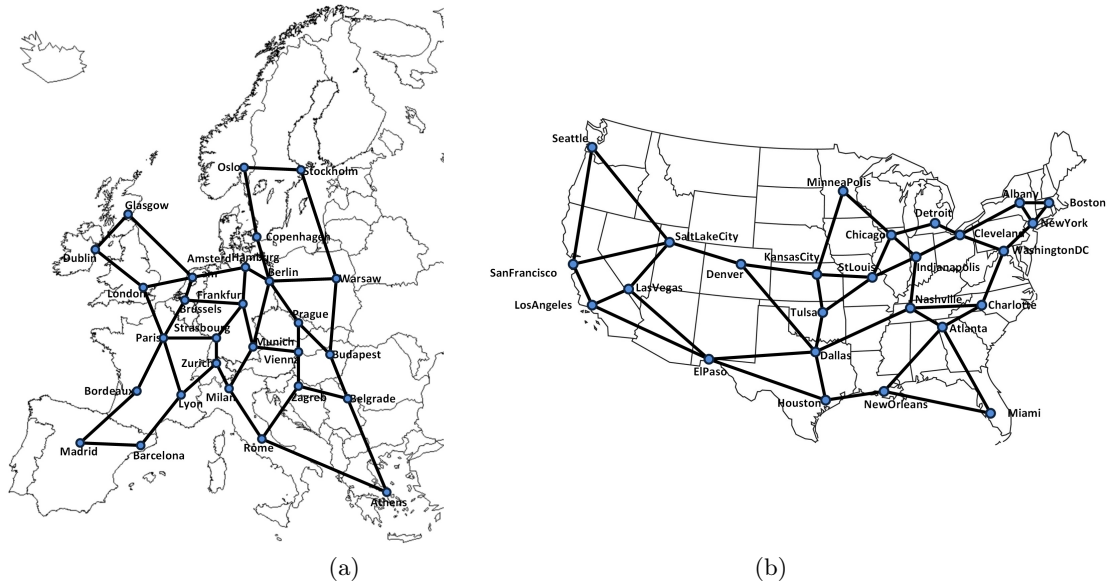 Oslo
Stockholm
Glasgow
Copenhagen
Dublin
Amsterdam
Hamburg
Berlin
Warsaw
London
Brussels
Frankfur
Prague
Strasbourg
Paris
Munich
Vienna
Budapest
Zurich
Bordeaux
Lyon
Milan
Zagreb
Belgrade
Madrid
Barcelona
Rome
Athens
(a)
Seattle
MinneaPolis
Albany
Boston
Detroit
NewYork
SaltLakeCity
Chicago
Cleveland
WashingtonDC
KansasCity
SanFrancisco
Denver
StLouis
Indianapolis
LasVegas
LosAngeles
Nashville
Charlotte
Tulsa
Atlanta
Dallas
ElPaso
Houston
NewOrleans
Miami
(b)